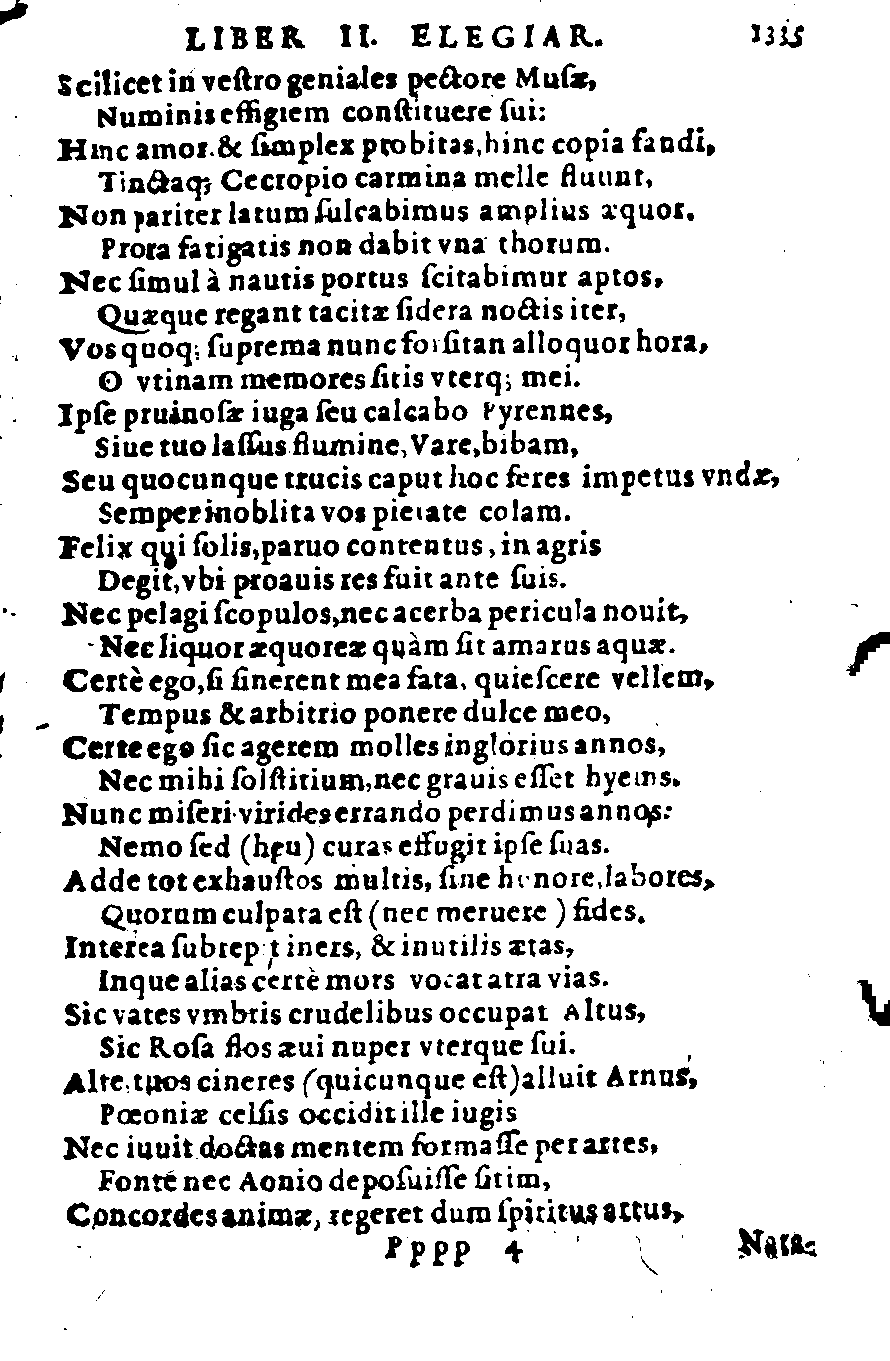 LIBER II. ELEGIAR. 1335
Scilicet in veſtro geniales pectore Muſæ,
Numinis effigiem conſtituere ſui:
Hinc amor & ſimplex probitas, hinc copia fandi,
Tinctaq; Cecropio carmina melle fluunt,
Non pariter latum ſulcabimus amplius æquor.
Prora fatigatis non dabit vna thorum.
Nec ſimul à nautis portus ſcitabimur aptos,
Quæque regant tacitæ ſidera noctis iter,
Vos quoq; ſuprema nunc forſitan alloquor hora,
O vtinam memores ſitis vterq; mei.
Ipſe pruinoſæ iuga ſeu calcabo Pyrennes,
Siue tuo laſſus flumine, Vare, bibam,
Seu quocunque trucis caput hoc feres impetus vndæ,
Semper inoblita vos pietate colam.
Felix qui ſolis, paruo contentus, in agris
Degit, vbi proauis res fuit ante ſuis.
Nec pelagi ſcopulos, nec acerba pericula nouit,
Nec liquor æquoreæ quàm ſit amarus aquæ.
Certè ego, ſi ſinerent mea fata, quieſcere vellem,
Tempus & arbitrio ponere dulce meo,
Certe ego ſic agerem molles inglorius annos,
Nec mihi ſolſtitium, nec grauis eſſet hyems.
Nunc miſeri virides errando perdimus annos:
Nemo ſed (heu) curas effugit ipſe ſuas.
Adde tot exhauſtos multis, ſine honore, labores,
Quorum culpata eſt (nec meruere) fides.
Interea ſubrepit iners, & inutilis ætas,
Inque alias certè mors vocat atra vias.
Sic vates vmbris crudelibus occupat Altus,
Sic Roſa flos æui nuper vterque ſui.
Alte, tuos cineres (quicunque eſt) alluit Arnus,
Pœoniæ celſis occidit ille iugis
Nec iuuit doctas mentem formaſſe per artes,
Fonte nec Aonio depoſuiſſe ſitim,
Concordes animæ, regeret dum ſpiritus artus,
Pppp 4